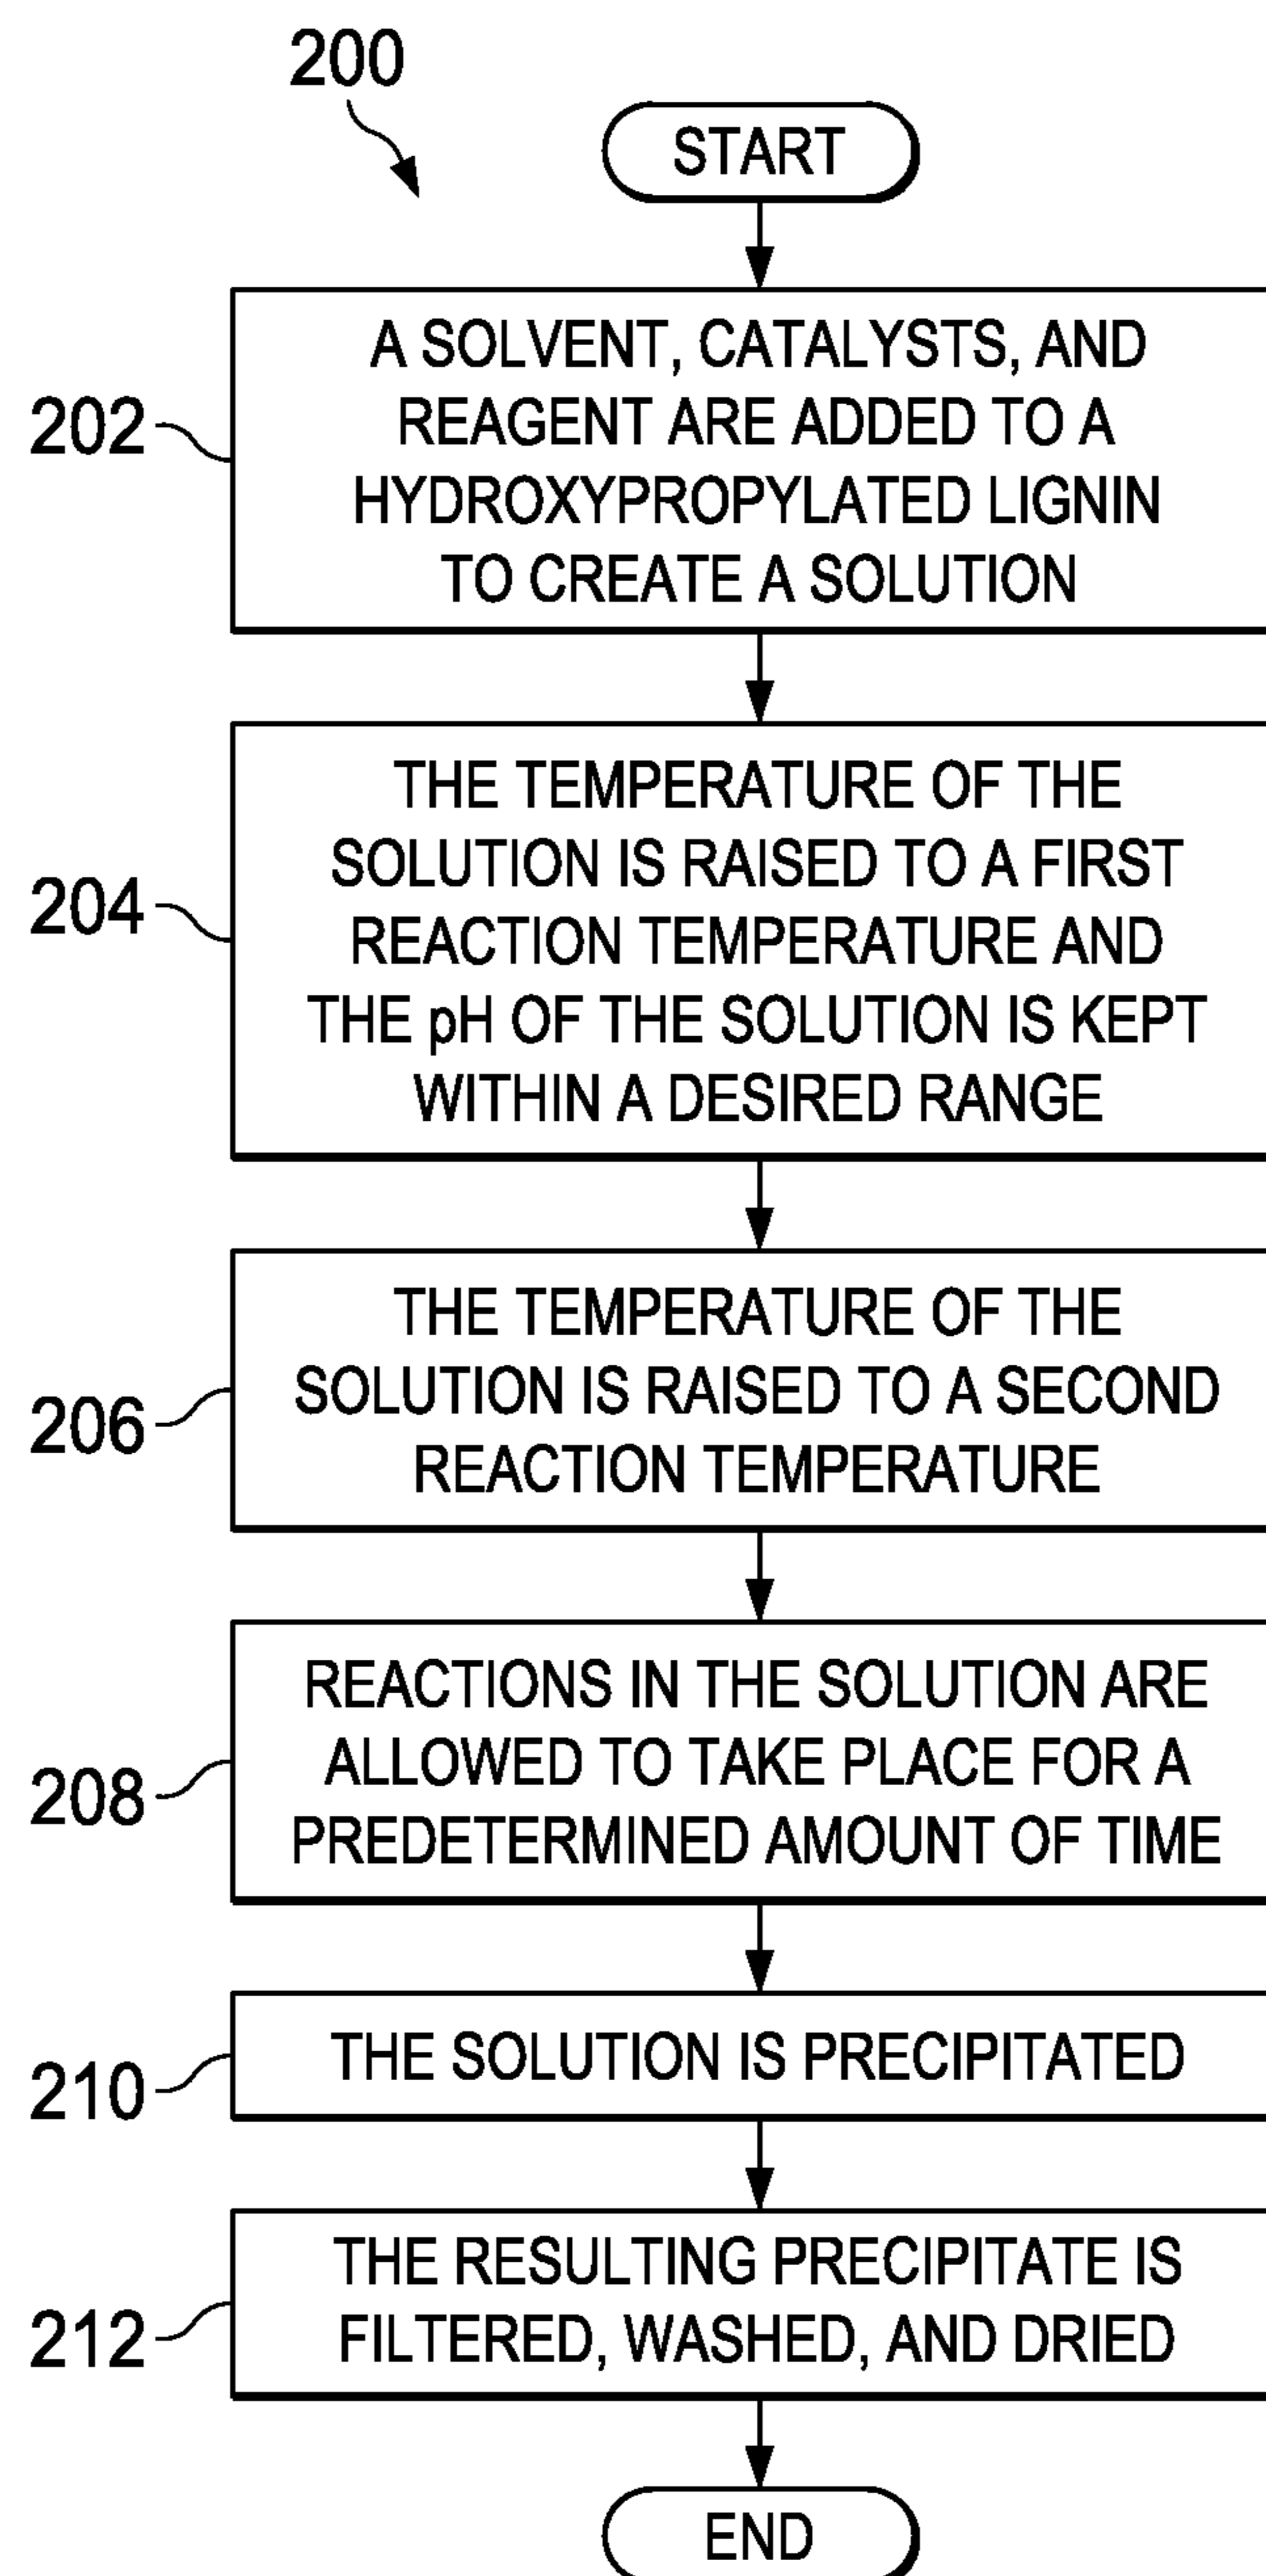 200
START
202
A SOLVENT, CATALYSTS, AND
REAGENT ARE ADDED TO A
HYDROXYPROPYLATED LIGNIN
TO CREATE A SOLUTION
204
THE TEMPERATURE OF THE
SOLUTION IS RAISED TO A FIRST
REACTION TEMPERATURE AND
THE pH OF THE SOLUTION IS KEPT
WITHIN A DESIRED RANGE
206
THE TEMPERATURE OF THE
SOLUTION IS RAISED TO A SECOND
REACTION TEMPERATURE
208
REACTIONS IN THE SOLUTION ARE
ALLOWED TO TAKE PLACE FOR A
PREDETERMINED AMOUNT OF TIME
210
THE SOLUTION IS PRECIPITATED
212
THE RESULTING PRECIPITATE IS
FILTERED, WASHED, AND DRIED
END